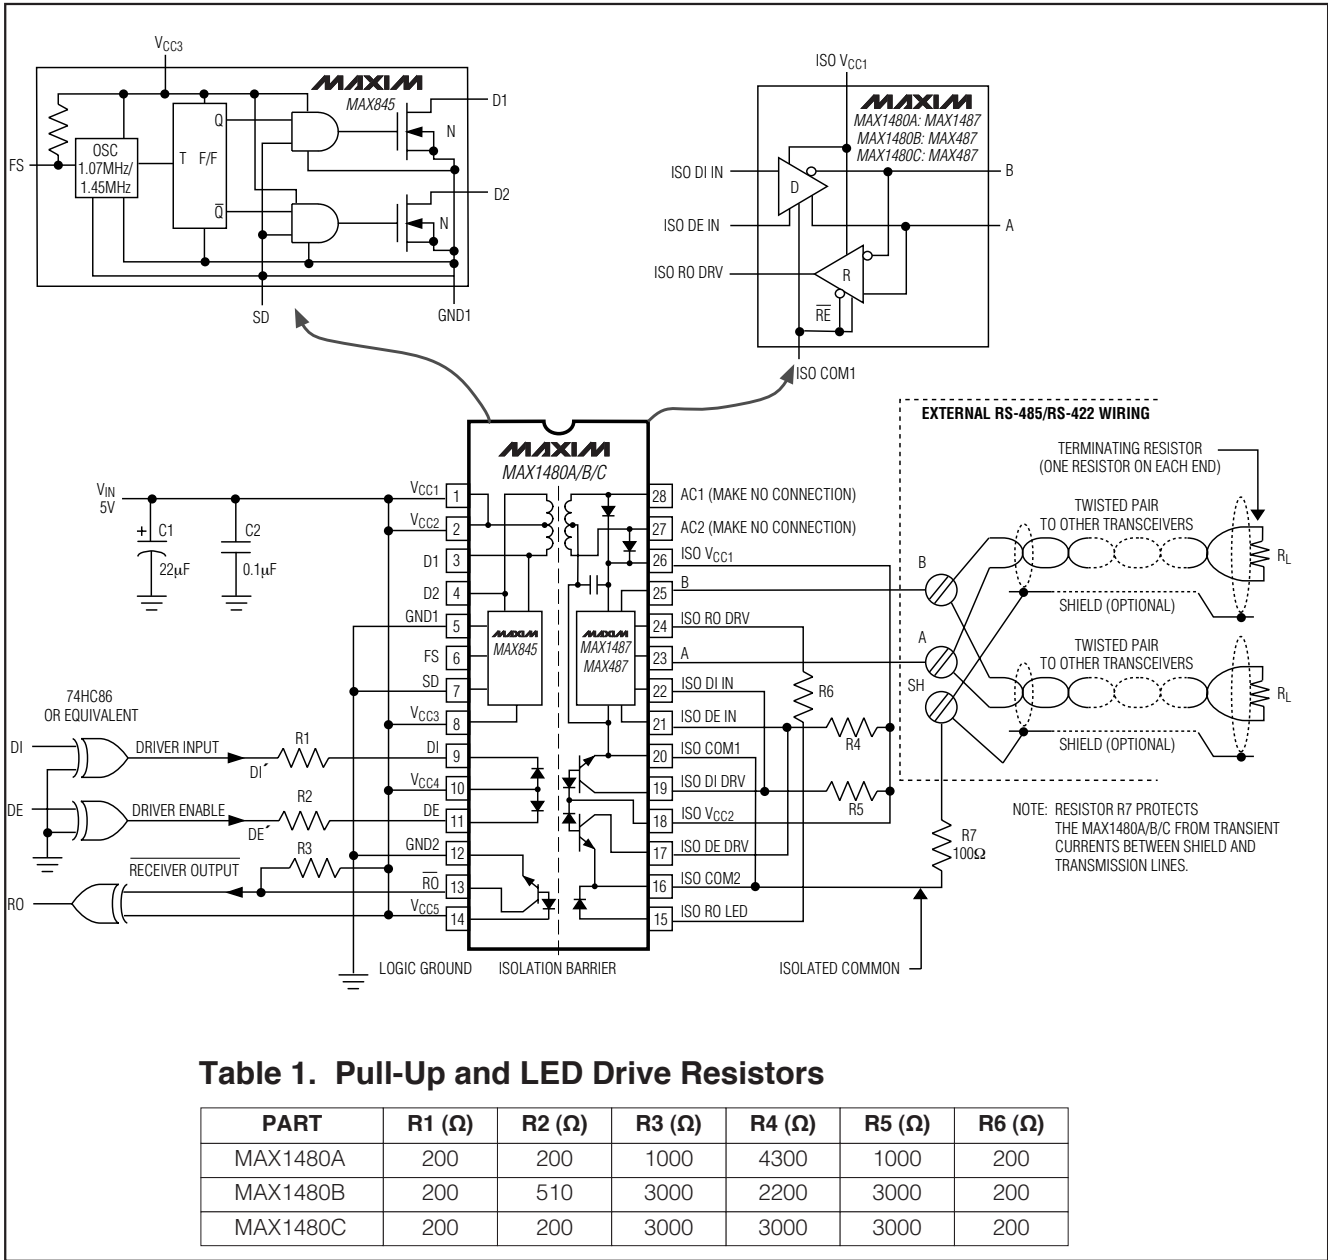 VCC3
MAXIM
MAX845
D1
N
Q
OSC
1.07MHz/
1.45MHz
T F/F
FS
Q̅
D2
N
SD
GND1
ISO VCC1
MAXIM
MAX1480A: MAX1487
MAX1480B: MAX487
MAX1480C: MAX487
ISO DI IN
D
B
ISO DE IN
A
ISO RO DRV
R
R̅E̅
ISO COM1
EXTERNAL RS-485/RS-422 WIRING
TERMINATING RESISTOR
(ONE RESISTOR ON EACH END)
MAXIM
MAX1480A/B/C
VIN
5V
+ C1
22µF
C2
0.1µF
VCC1 1
VCC2 2
D1 3
D2 4
GND1 5
FS 6
SD 7
VCC3 8
DI 9
VCC4 10
DE 11
GND2 12
R̅O̅ 13
VCC5 14
MAXIM
MAX845
MAXIM
MAX1487
MAX487
28 AC1 (MAKE NO CONNECTION)
27 AC2 (MAKE NO CONNECTION)
26 ISO VCC1
25 B
24 ISO RO DRV
23 A
22 ISO DI IN
21 ISO DE IN
20 ISO COM1
19 ISO DI DRV
18 ISO VCC2
17 ISO DE DRV
16 ISO COM2
15 ISO RO LED
R6
R4
R5
TWISTED PAIR
TO OTHER TRANSCEIVERS
B
RL
SHIELD (OPTIONAL)
A
TWISTED PAIR
TO OTHER TRANSCEIVERS
SH
RL
SHIELD (OPTIONAL)
74HC86
OR EQUIVALENT
DI
DRIVER INPUT
DI´
R1
DE
DRIVER ENABLE
DE´
R2
R3
R̅E̅C̅E̅I̅V̅E̅R̅ O̅U̅T̅P̅U̅T̅
RO
R7
100Ω
NOTE: RESISTOR R7 PROTECTS
THE MAX1480A/B/C FROM TRANSIENT
CURRENTS BETWEEN SHIELD AND
TRANSMISSION LINES.
LOGIC GROUND
ISOLATION BARRIER
ISOLATED COMMON
Table 1. Pull-Up and LED Drive Resistors
PART R1 (Ω) R2 (Ω) R3 (Ω) R4 (Ω) R5 (Ω) R6 (Ω)
MAX1480A 200 200 1000 4300 1000 200
MAX1480B 200 510 3000 2200 3000 200
MAX1480C 200 200 3000 3000 3000 200